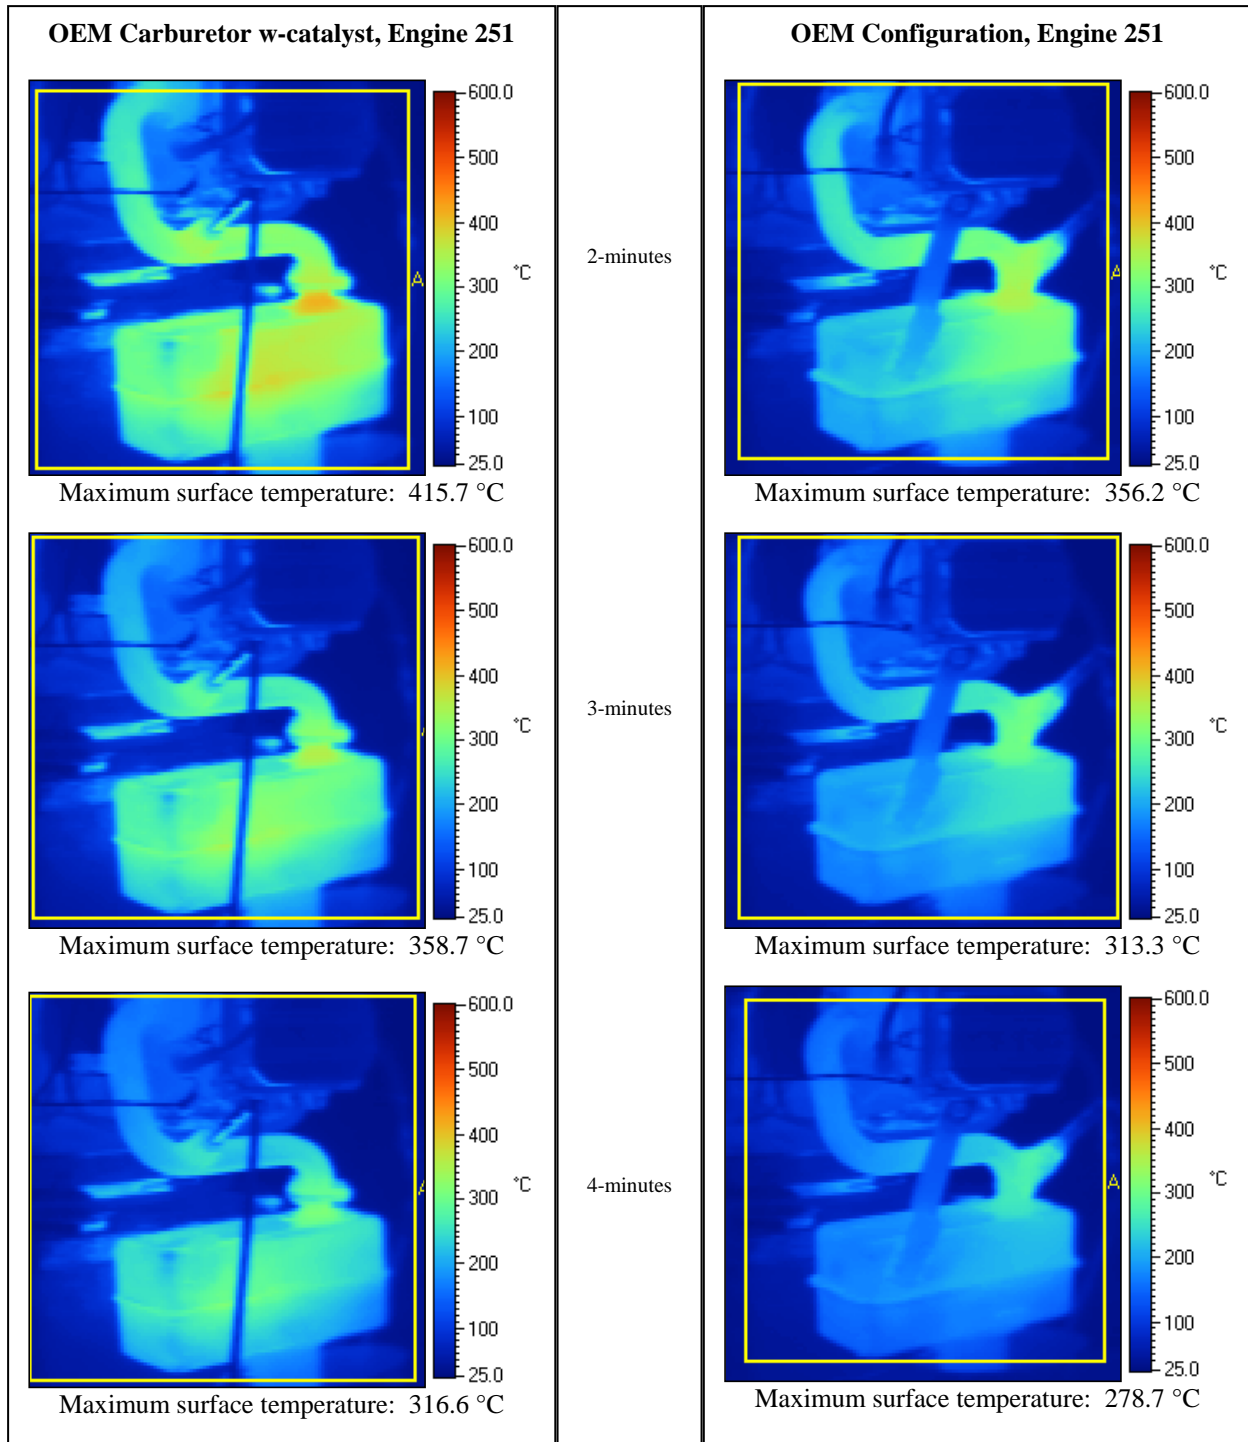 OEM Carburetor w-catalyst, Engine 251
OEM Configuration, Engine 251
600.0
500
400
300
200
100
25.0
°C
A
2-minutes
600.0
500
400
300
200
100
25.0
°C
A
Maximum surface temperature: 415.7 °C
Maximum surface temperature: 356.2 °C
600.0
500
400
300
200
100
25.0
°C
3-minutes
600.0
500
400
300
200
100
25.0
°C
Maximum surface temperature: 358.7 °C
Maximum surface temperature: 313.3 °C
600.0
500
400
300
200
100
25.0
°C
4-minutes
600.0
500
400
300
200
100
25.0
°C
A
Maximum surface temperature: 316.6 °C
Maximum surface temperature: 278.7 °C